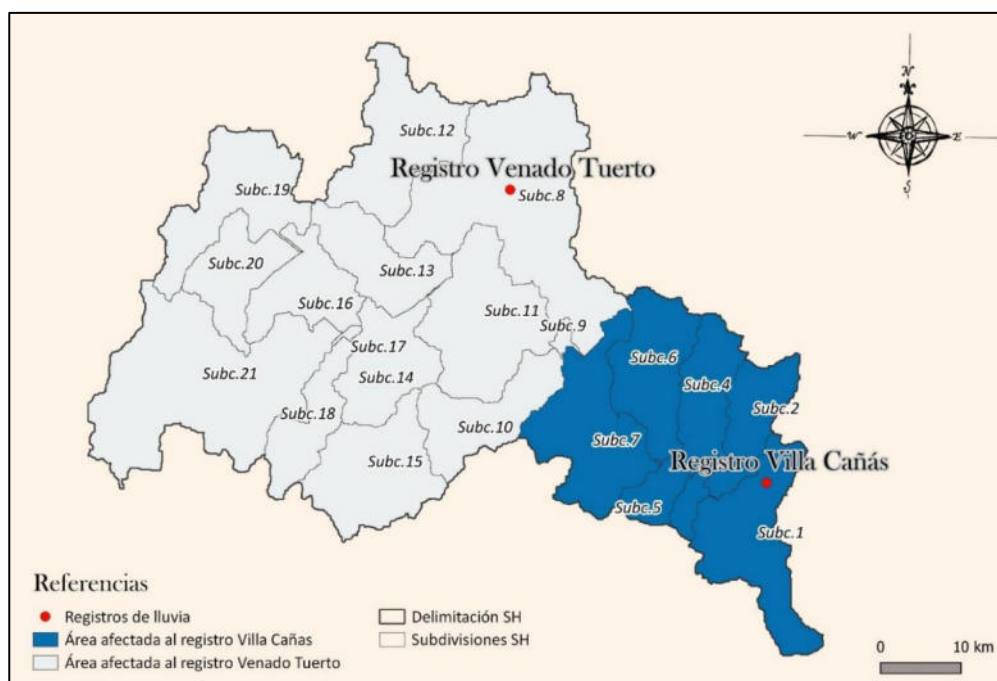 N
W
E
S
Subc.12
Registro Venado Tuerto
Subc.8
Subc.19
Subc.20
Subc.13
Subc.16
Subc.11
Subc.9
Subc.17
Subc.6
Subc.21
Subc.14
Subc.4
Subc.2
Subc.18
Subc.10
Subc.7
Subc.15
Registro Villa Cañás
Subc.5
Subc.1
Referencias
Registros de lluvia
Área afectada al registro Villa Cañas
Área afectada al registro Venado Tuerto
Delimitación SH
Subdivisiones SH
0 10 km